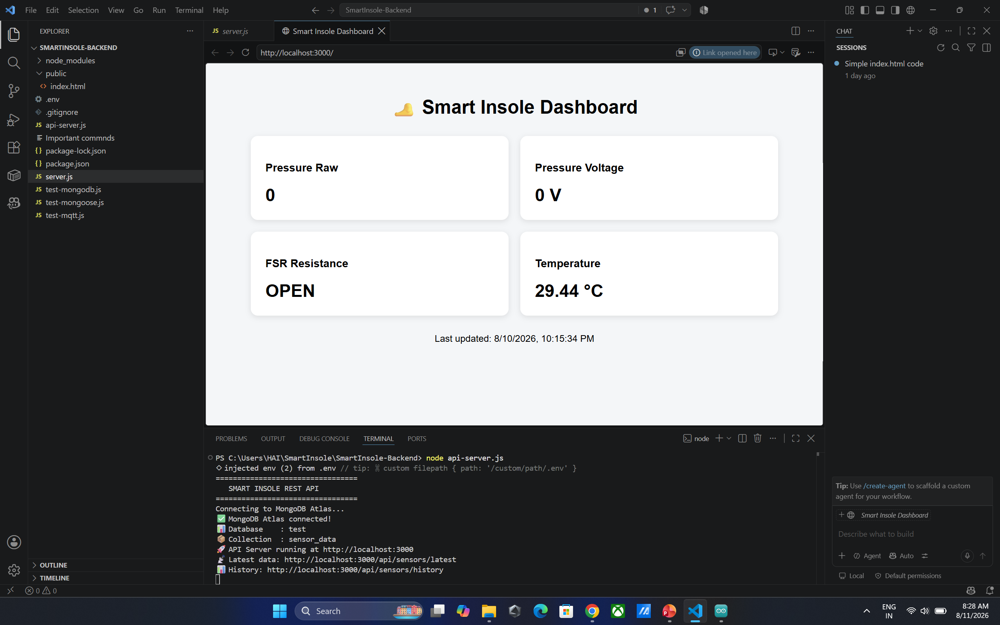 File Edit Selection View Go Run Terminal Help
SmartInsole-Backend
1
EXPLORER
SMARTINSOLE-BACKEND
node_modules
public
index.html
.env
.gitignore
JS api-server.js
Important commnds
{} package-lock.json
{} package.json
JS server.js
JS test-mongodb.js
JS test-mongoose.js
JS test-mqtt.js
OUTLINE
TIMELINE
0 0
JS server.js
Smart Insole Dashboard
http://localhost:3000/
Link opened here
Smart Insole Dashboard
Pressure Raw
0
Pressure Voltage
0 V
FSR Resistance
OPEN
Temperature
29.44 °C
Last updated: 8/10/2026, 10:15:34 PM
PROBLEMS OUTPUT DEBUG CONSOLE TERMINAL PORTS
node
PS C:\Users\HAI\SmartInsole\SmartInsole-Backend> node api-server.js
◇ injected env (2) from .env // tip: ⌘ custom filepath { path: '/custom/path/.env' }
=================================
SMART INSOLE REST API
=================================
Connecting to MongoDB Atlas...
✅ MongoDB Atlas connected!
📊 Database : test
📦 Collection : sensor_data
🚀 API Server running at http://localhost:3000
📡 Latest data: http://localhost:3000/api/sensors/latest
📊 History: http://localhost:3000/api/sensors/history
CHAT
SESSIONS
Simple index.html code
1 day ago
Tip: Use /create-agent to scaffold a custom
agent for your workflow.
Smart Insole Dashboard
Describe what to build
Agent Auto
Local Default permissions
Search
ENG
IN
8:28 AM
8/11/2026